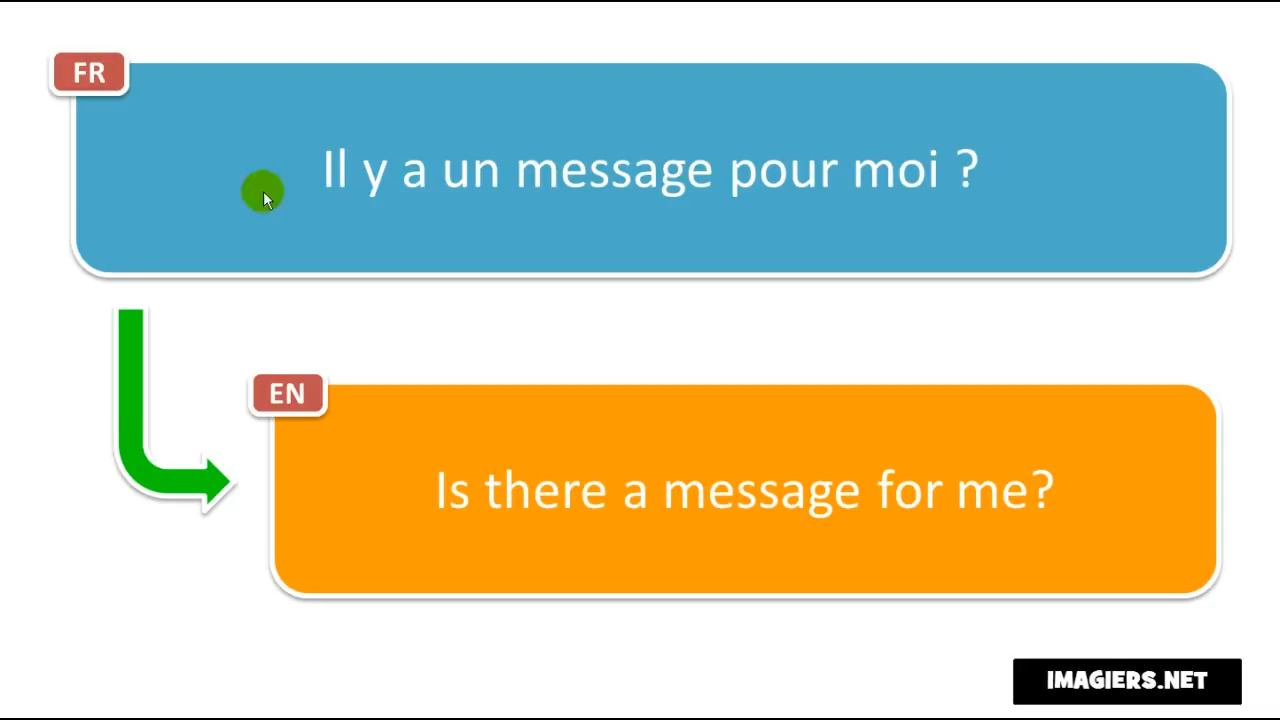 FR
Il y a un message pour moi ?
EN
Is there a message for me?
IMAGIERS.NET